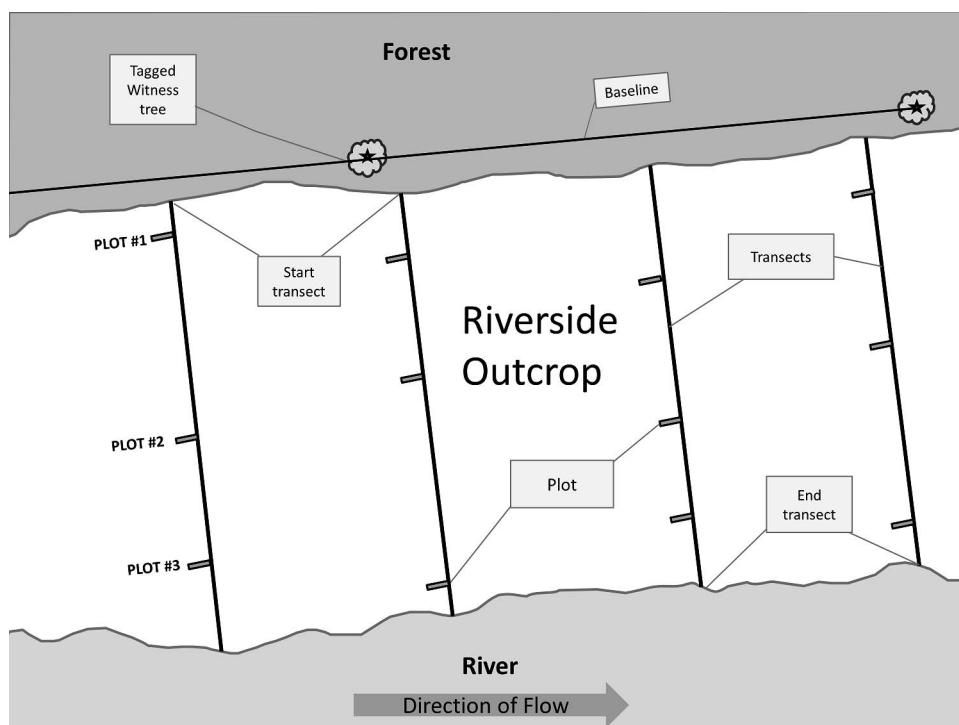 Forest
Tagged
Witness
tree
Baseline
PLOT #1
Start
transect
Transects
Riverside
Outcrop
PLOT #2
Plot
End
transect
PLOT #3
River
Direction of Flow